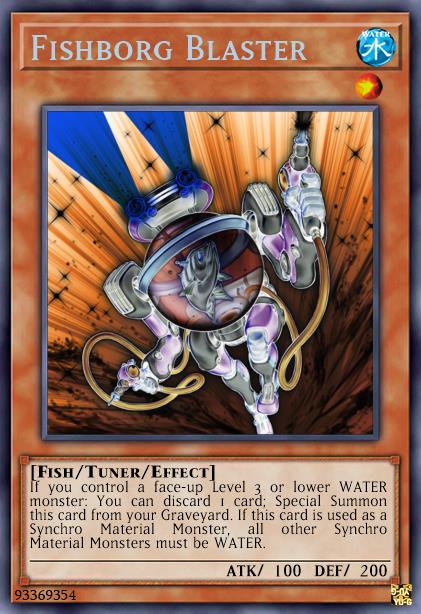 Fishborg Blaster
WATER
水
[Fish/Tuner/Effect]
If you control a face-up Level 3 or lower WATER
monster: You can discard 1 card; Special Summon
this card from your Graveyard. If this card is used as a
Synchro Material Monster, all other Synchro
Material Monsters must be WATER.
ATK/ 100 DEF/ 200
93369354